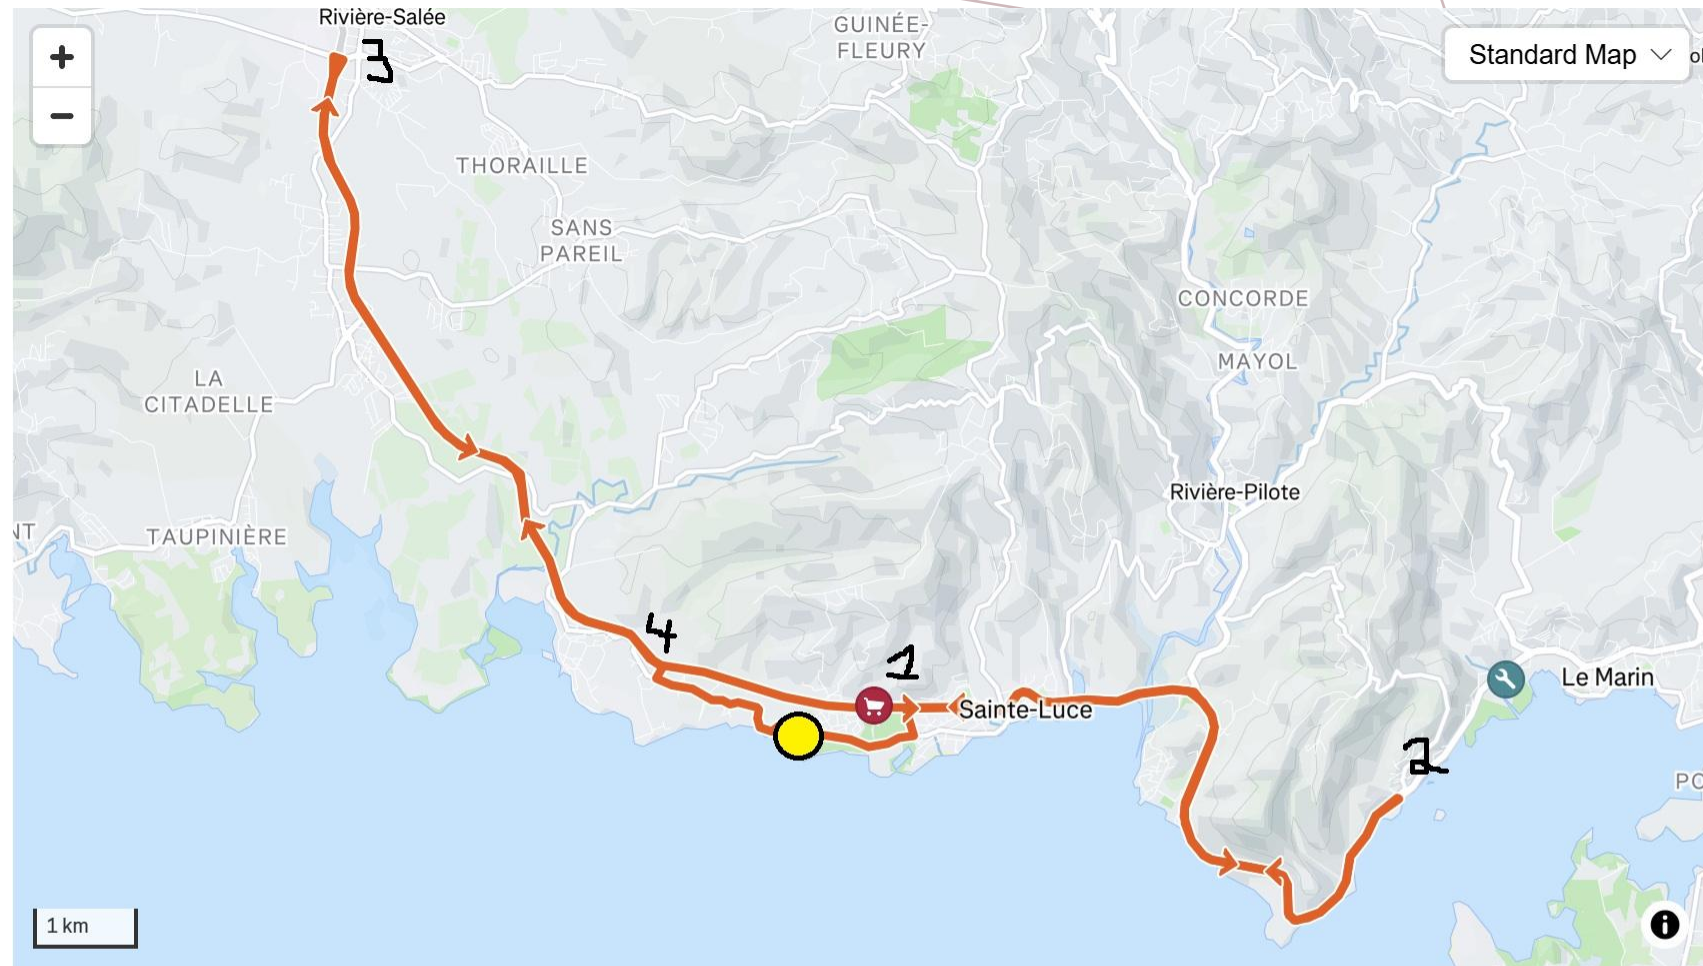 Rivière-Salée
GUINÉE-
FLEURY
+
−
3
Standard Map
THORAILLE
SANS
PAREIL
CONCORDE
MAYOL
LA
CITADELLE
Rivière-Pilote
NT
TAUPINIÈRE
4
1
Le Marin
Sainte-Luce
2
PO
1 km
i